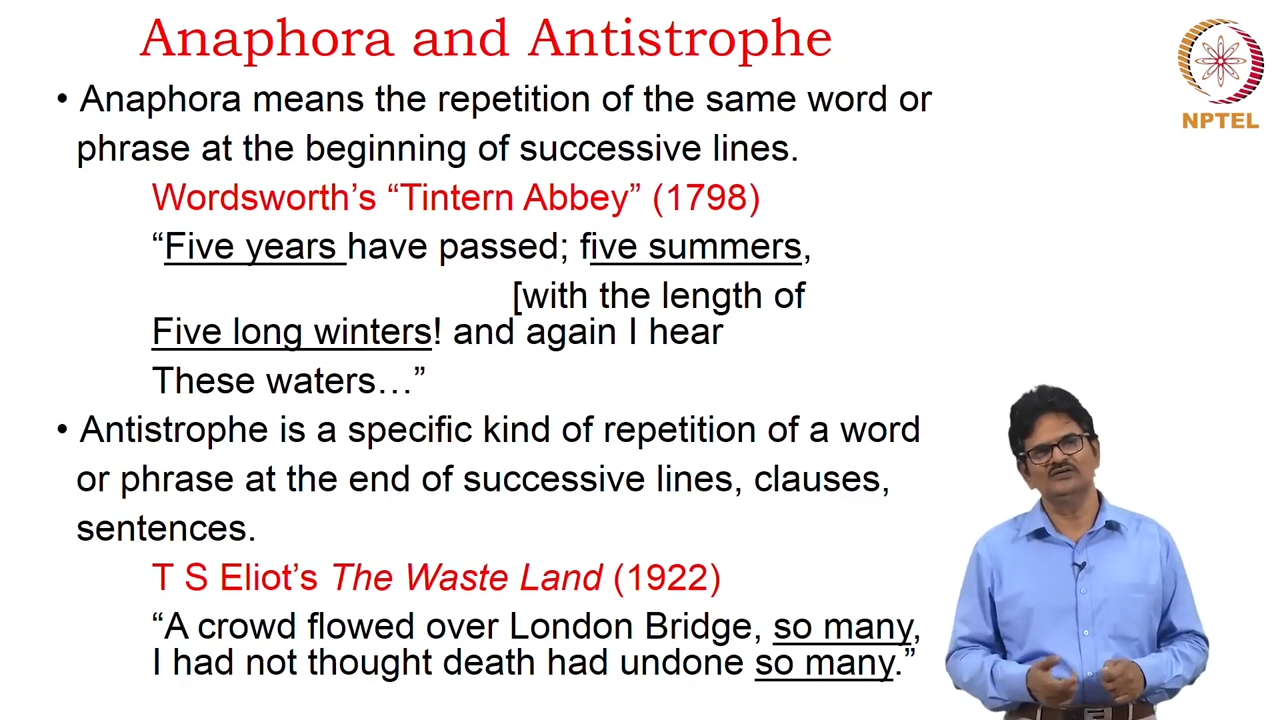 Anaphora and Antistrophe
NPTEL
• Anaphora means the repetition of the same word or
phrase at the beginning of successive lines.
Wordsworth’s “Tintern Abbey” (1798)
“Five years have passed; five summers,
[with the length of
Five long winters! and again I hear
These waters…”
• Antistrophe is a specific kind of repetition of a word
or phrase at the end of successive lines, clauses,
sentences.
T S Eliot’s The Waste Land (1922)
“A crowd flowed over London Bridge, so many,
I had not thought death had undone so many.”